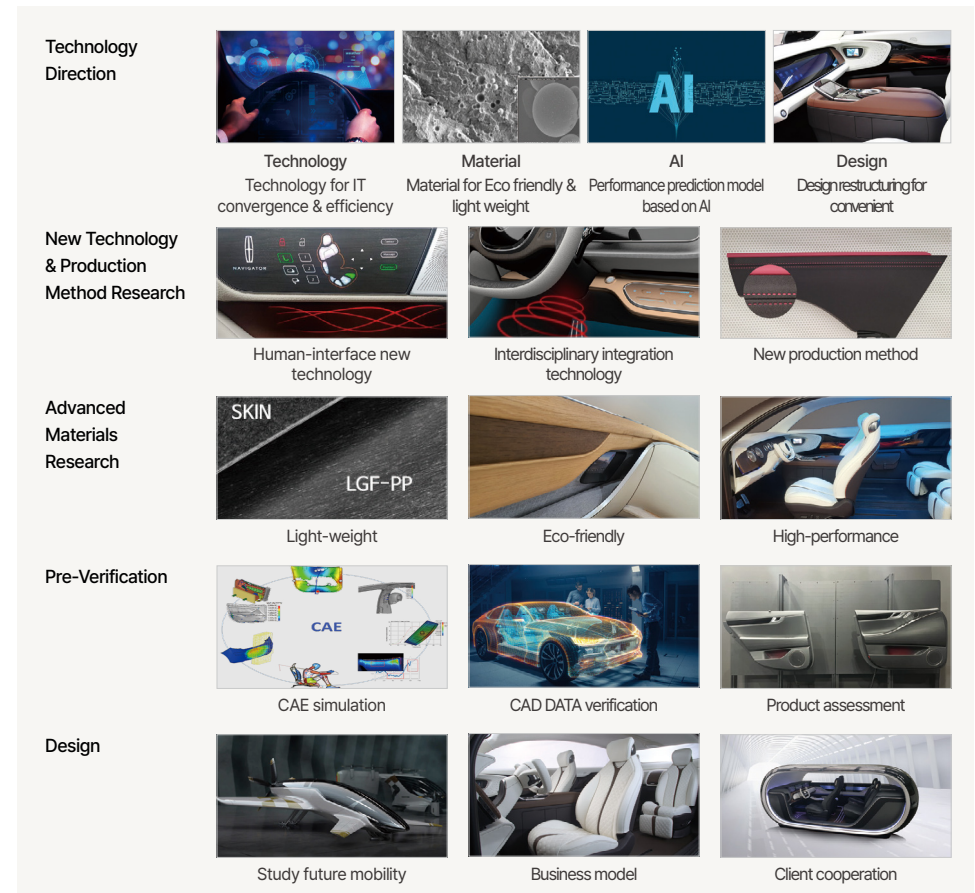 Technology
Direction
AI
Technology
Technology for IT
convergence & efficiency
Material
Material for Eco friendly &
light weight
AI
Performance prediction model
based on AI
Design
Design restructuring for
convenient
New Technology
& Production
Method Research
NAVIGATOR
Human-interface new
technology
Interdisciplinary integration
technology
New production method
Advanced
Materials
Research
SKIN
LGF-PP
Light-weight
Eco-friendly
High-performance
Pre-Verification
CAE
CAE simulation
CAD DATA verification
Product assessment
Design
Study future mobility
Business model
Client cooperation